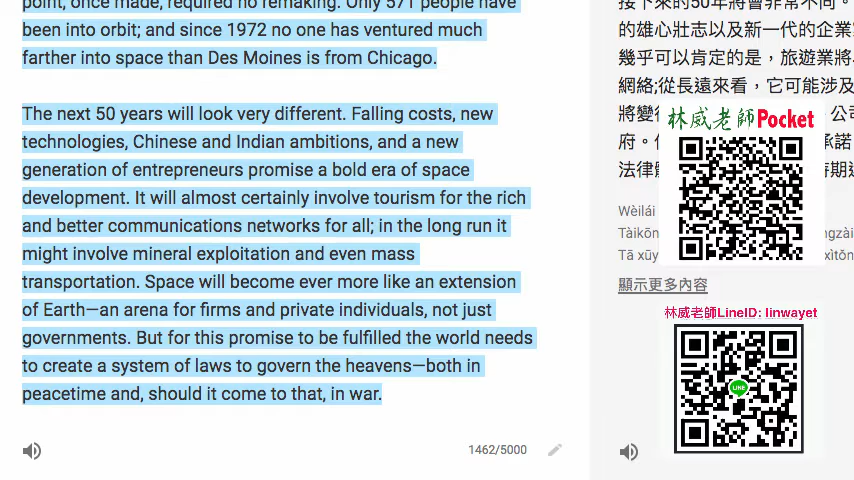 point, once made, required no remaking. Only 571 people have
been into orbit; and since 1972 no one has ventured much
farther into space than Des Moines is from Chicago.
The next 50 years will look very different. Falling costs, new
technologies, Chinese and Indian ambitions, and a new
generation of entrepreneurs promise a bold era of space
development. It will almost certainly involve tourism for the rich
and better communications networks for all; in the long run it
might involve mineral exploitation and even mass
transportation. Space will become ever more like an extension
of Earth—an arena for firms and private individuals, not just
governments. But for this promise to be fulfilled the world needs
to create a system of laws to govern the heavens—both in
peacetime and, should it come to that, in war.
1462/5000
接下來的50年將會非常不同。
的雄心壯志以及新一代的企業
幾乎可以肯定的是，旅遊業將
網絡;從長遠來看，它可能涉及
將變
公司
府。
承諾
法律
時期
林威老師Pocket
Wèilái
Tàikōn
Tā xūy
ngzài
xìtǒn
顯示更多內容
林威老師LineID: linwayet
LINE